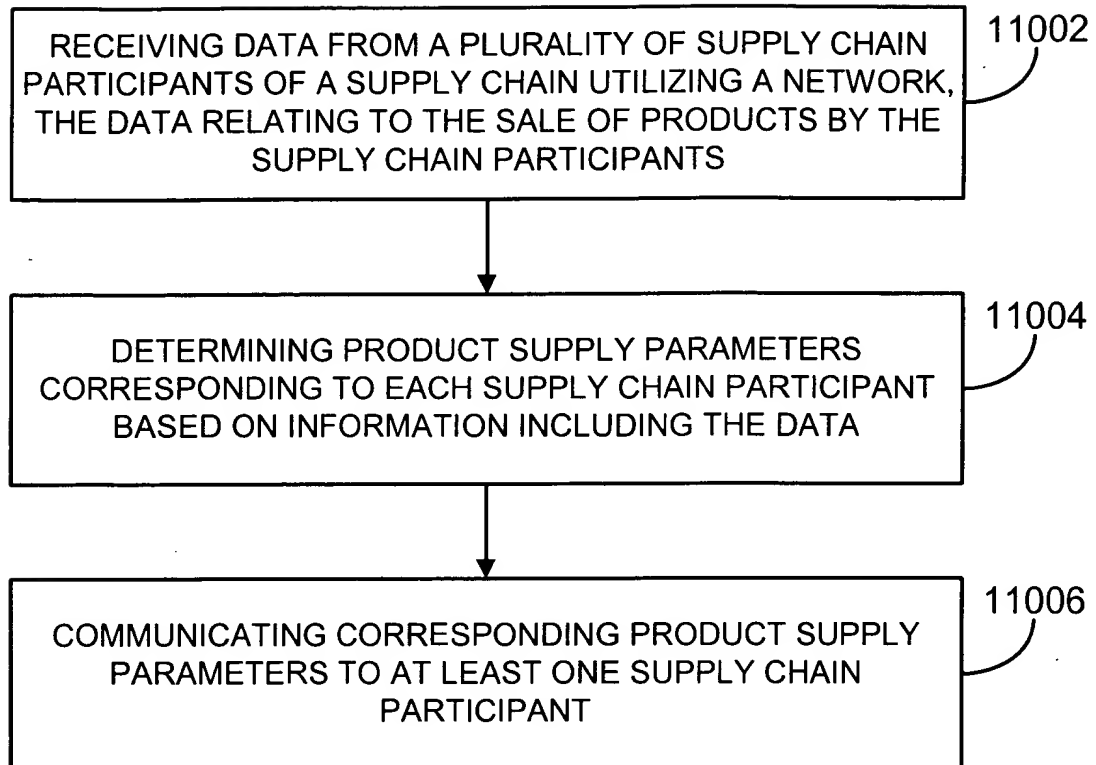 RECEIVING DATA FROM A PLURALITY OF SUPPLY CHAIN
PARTICIPANTS OF A SUPPLY CHAIN UTILIZING A NETWORK,
THE DATA RELATING TO THE SALE OF PRODUCTS BY THE
SUPPLY CHAIN PARTICIPANTS
11002
DETERMINING PRODUCT SUPPLY PARAMETERS
CORRESPONDING TO EACH SUPPLY CHAIN PARTICIPANT
BASED ON INFORMATION INCLUDING THE DATA
11004
COMMUNICATING CORRESPONDING PRODUCT SUPPLY
PARAMETERS TO AT LEAST ONE SUPPLY CHAIN
PARTICIPANT
11006